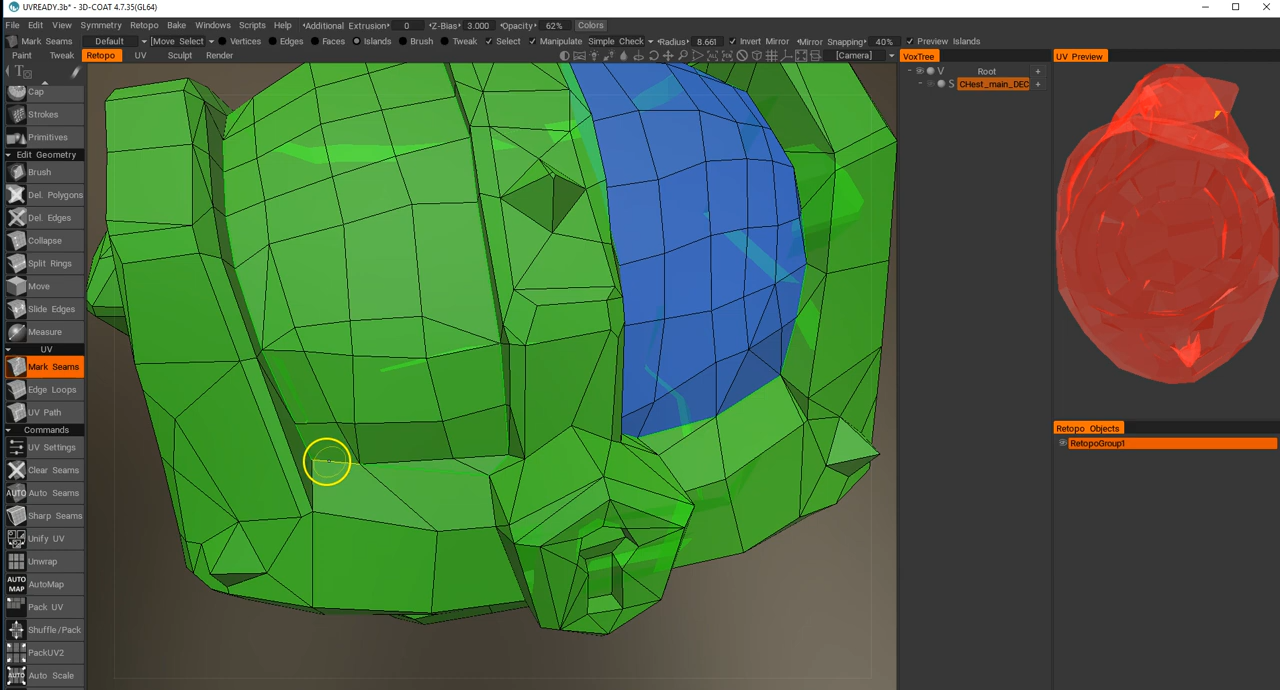 UVREADY.3b* - 3D-COAT 4.7.35(GL64)
File Edit View Symmetry Retopo Bake Windows Scripts Help Additional Extrusion 0 Z-Bias 3.000 Opacity 62% Colors
Mark Seams Default [Move Select Vertices Edges Faces Islands Brush Tweak Select Manipulate Simple Check Radius 8.661 Invert Mirror Mirror Snapping 40% Preview Islands
Paint Tweak Retopo UV Sculpt Render [Camera] VoxTree UV Preview
Root
S CHest_main_DEC
Cap
Strokes
Primitives
Edit Geometry
Brush
Del. Polygons
Del. Edges
Collapse
Split Rings
Move
Slide Edges
Measure
UV
Mark Seams
Edge Loops
UV Path
Commands
UV Settings
Clear Seams
AUTO Auto Seams
Sharp Seams
Unify UV
Unwrap
AUTO MAP AutoMap
Pack UV
Shuffle/Pack
PackUV2
AUTO Auto Scale
Retopo Objects
RetopoGroup1